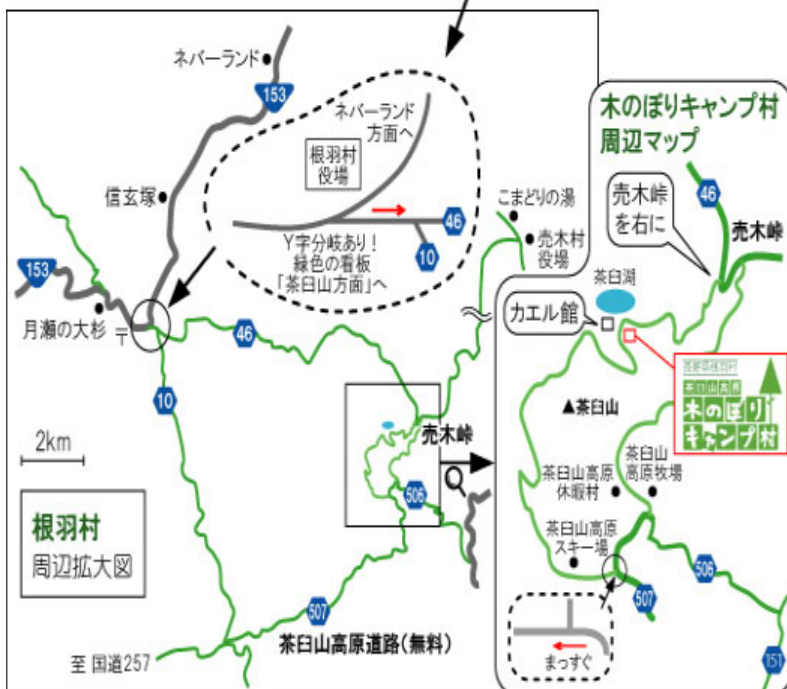 ネバーランド
153
ネバーランド
方面へ
根羽村
役場
46
10
Y字分岐あり！
緑色の看板
「茶臼山方面」へ
信玄塚
153
月瀬の大杉
〒
46
10
こまどりの湯
売木村
役場
売木峠
506
2km
根羽村
周辺拡大図
507
茶臼山高原道路(無料)
至 国道257
木のぼりキャンプ村
周辺マップ
46
売木峠
を右に
売木峠
茶臼湖
カエル館
茶臼山高原
木のぼり
キャンプ村
▲茶臼山
茶臼山
高原牧場
茶臼山高原
休暇村
茶臼山高原
スキー場
506
507
151
まっすぐ